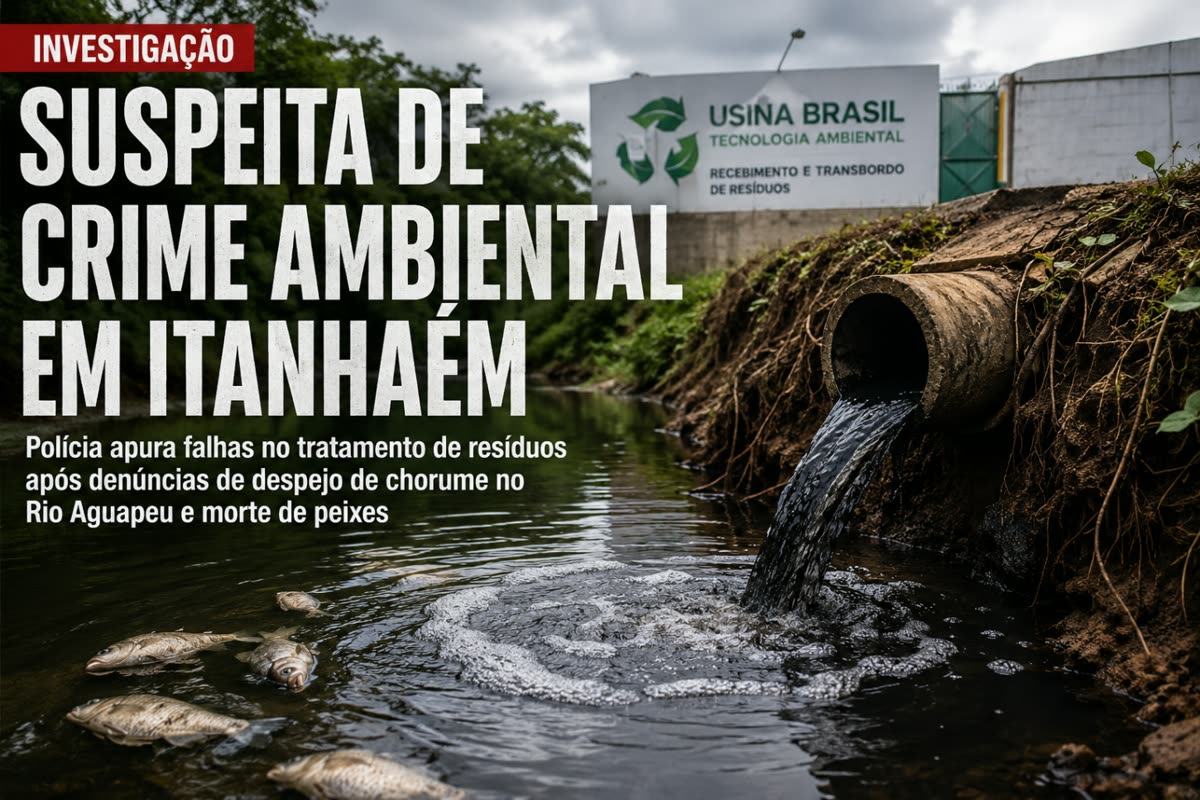 INVESTIGAÇÃO
SUSPEITA DE
CRIME AMBIENTAL
EM ITANHAÉM
Polícia apura falhas no tratamento de resíduos
após denúncias de despejo de chorume no
Rio Aguapeu e morte de peixes
USINA BRASIL
TECNOLOGIA AMBIENTAL
RECEBIMENTO E TRANSBORDO
DE RESÍDUOS